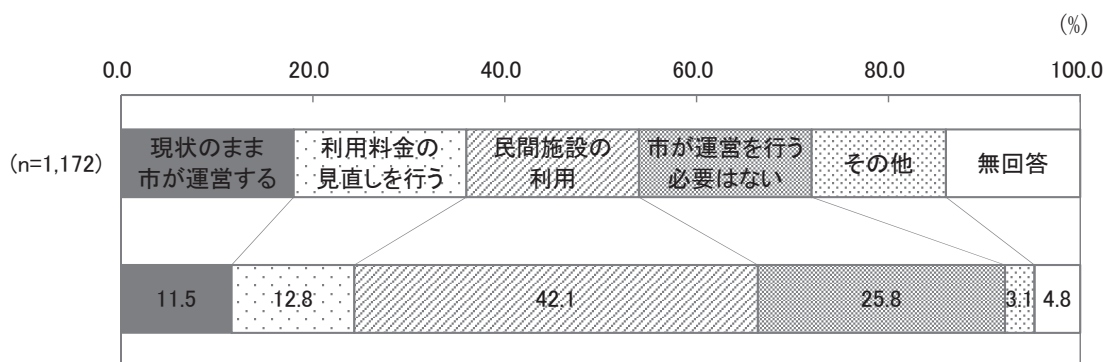 (%)
0.0 20.0 40.0 60.0 80.0 100.0
(n=1,172)
現状のまま
市が運営する
利用料金の
見直しを行う
民間施設の
利用
市が運営を行う
必要はない
その他
無回答
11.5 12.8 42.1 25.8 3.1 4.8